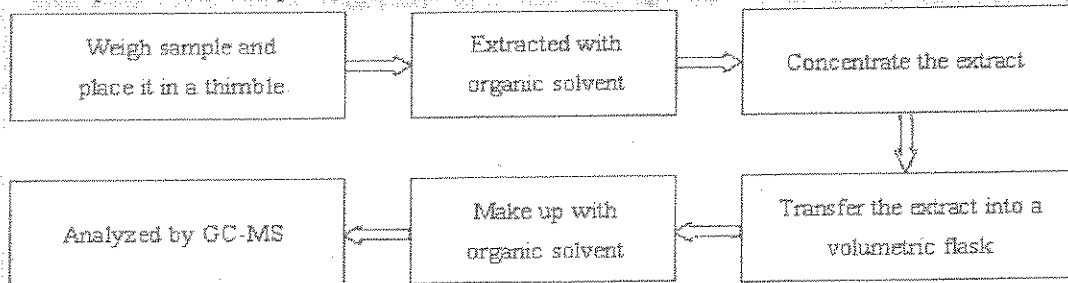 Weigh sample and
place it in a thimble.
Extracted with
organic solvent
Concentrate the extract
Transfer the extract into a
volumetric flask
Make up with
organic solvent
Analyzed by GC-MS